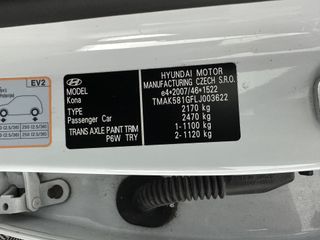 EV2
HYUNDAI MOTOR
MANUFACTURING CZECH S.R.O.
MODEL
Kona
e4*2007/46*1522
TMAK581GFLJ003622
TYPE
Passenger Car
2170 kg
2470 kg
TRANS AXLE PAINT TRIM
P6W TRY
1-1100 kg
2-1120 kg